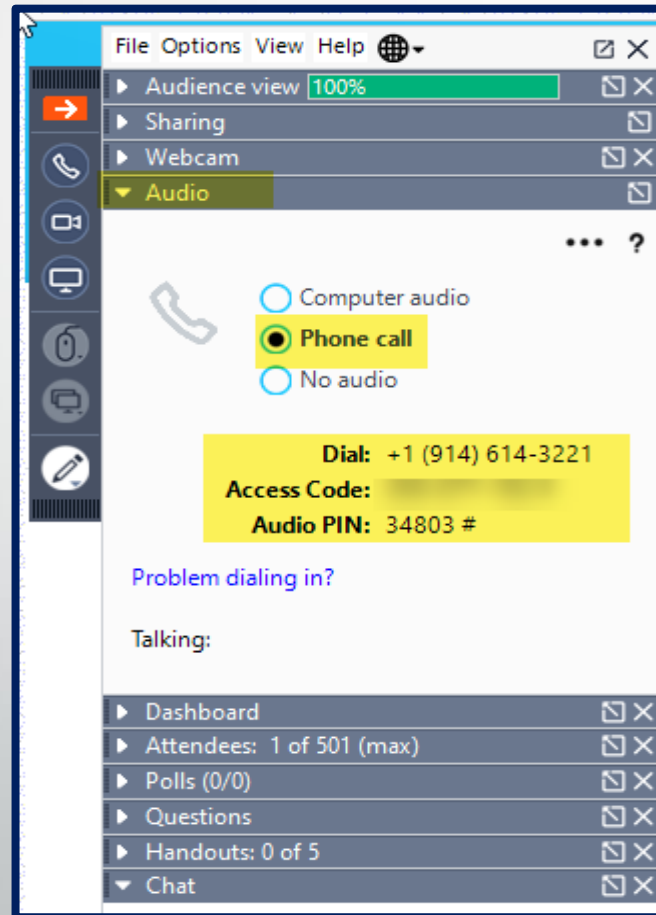 File Options View Help
Audience view 100%
Sharing
Webcam
Audio
••• ?
Computer audio
Phone call
No audio
Dial: +1 (914) 614-3221
Access Code:
Audio PIN: 34803 #
Problem dialing in?
Talking:
Dashboard
Attendees: 1 of 501 (max)
Polls (0/0)
Questions
Handouts: 0 of 5
Chat